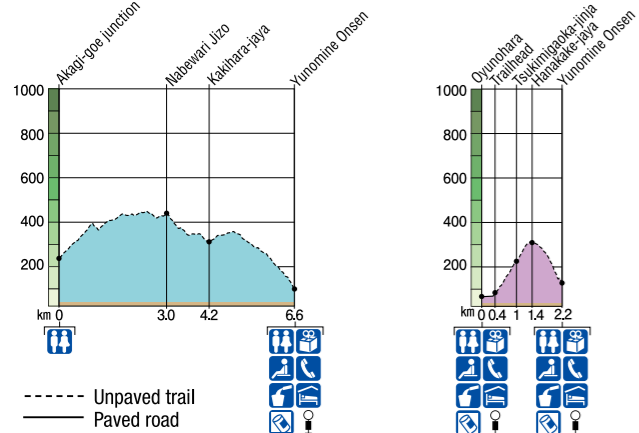 Akagi-goe junction
Nabewari Jizo
Kakihara-jaya
Yunomine Onsen
1000
800
600
400
200
km 0 3.0 4.2 6.6
Oyunohara
Trailhead
Tsukimigaoka-jinja
Hanakake-jaya
Yunomine Onsen
1000
800
600
400
200
km 0 0.4 1 1.4 2.2
Unpaved trail
Paved road